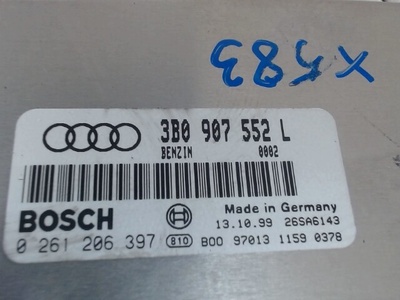 X583
3B0 907 552 L
BENZIN 0002
BOSCH
Made in Germany
13.10.99 26SA6143
0 261 206 397 810 B00 97013 1159 0378